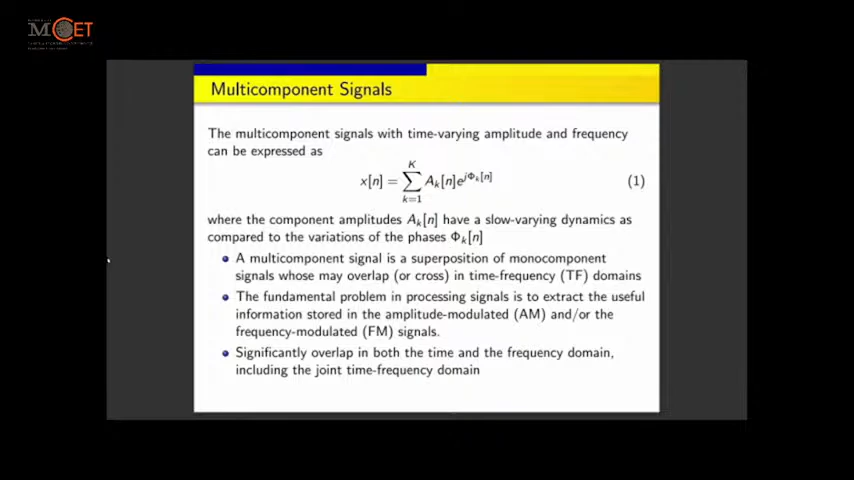 MCET
Multicomponent Signals
The multicomponent signals with time-varying amplitude and frequency
can be expressed as
x[n] = \sum_{k=1}^{K} A_k[n]e^{jΦ_k[n]} (1)
where the component amplitudes A_k[n] have a slow-varying dynamics as
compared to the variations of the phases Φ_k[n]
A multicomponent signal is a superposition of monocomponent
signals whose may overlap (or cross) in time-frequency (TF) domains
The fundamental problem in processing signals is to extract the useful
information stored in the amplitude-modulated (AM) and/or the
frequency-modulated (FM) signals.
Significantly overlap in both the time and the frequency domain,
including the joint time-frequency domain